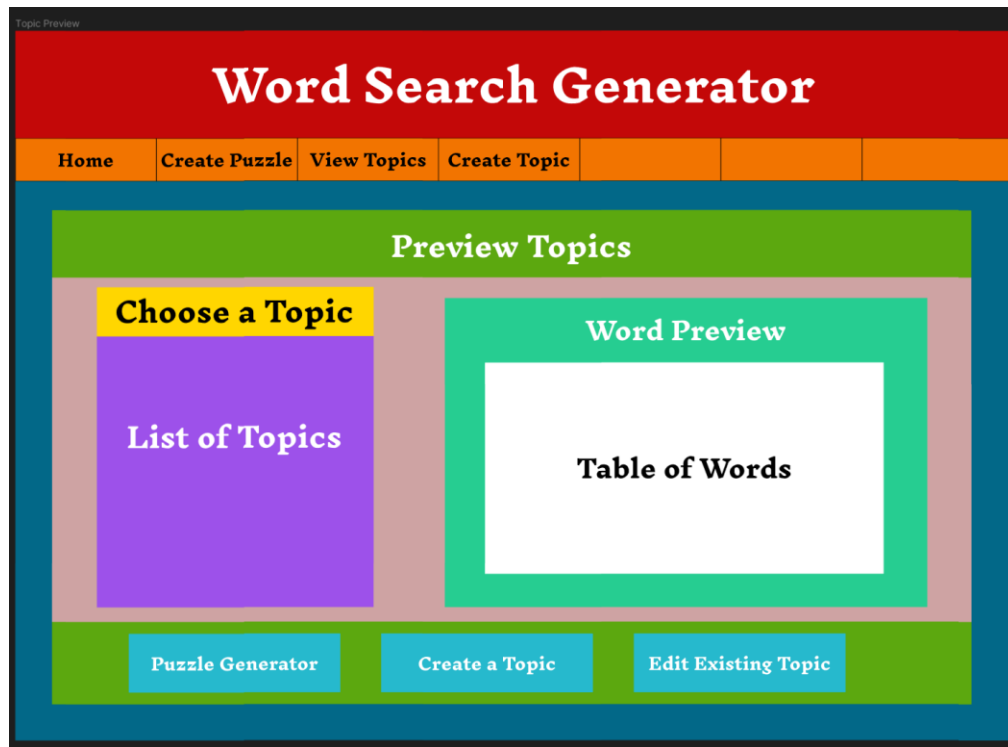 Topic Preview
Word Search Generator
Home Create Puzzle View Topics Create Topic
Preview Topics
Choose a Topic
List of Topics
Word Preview
Table of Words
Puzzle Generator Create a Topic Edit Existing Topic